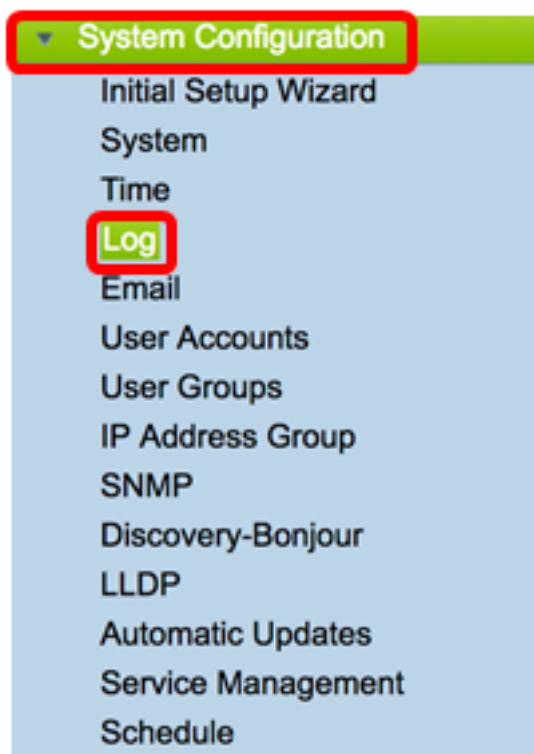 System Configuration
Initial Setup Wizard
System
Time
Log
Email
User Accounts
User Groups
IP Address Group
SNMP
Discovery-Bonjour
LLDP
Automatic Updates
Service Management
Schedule